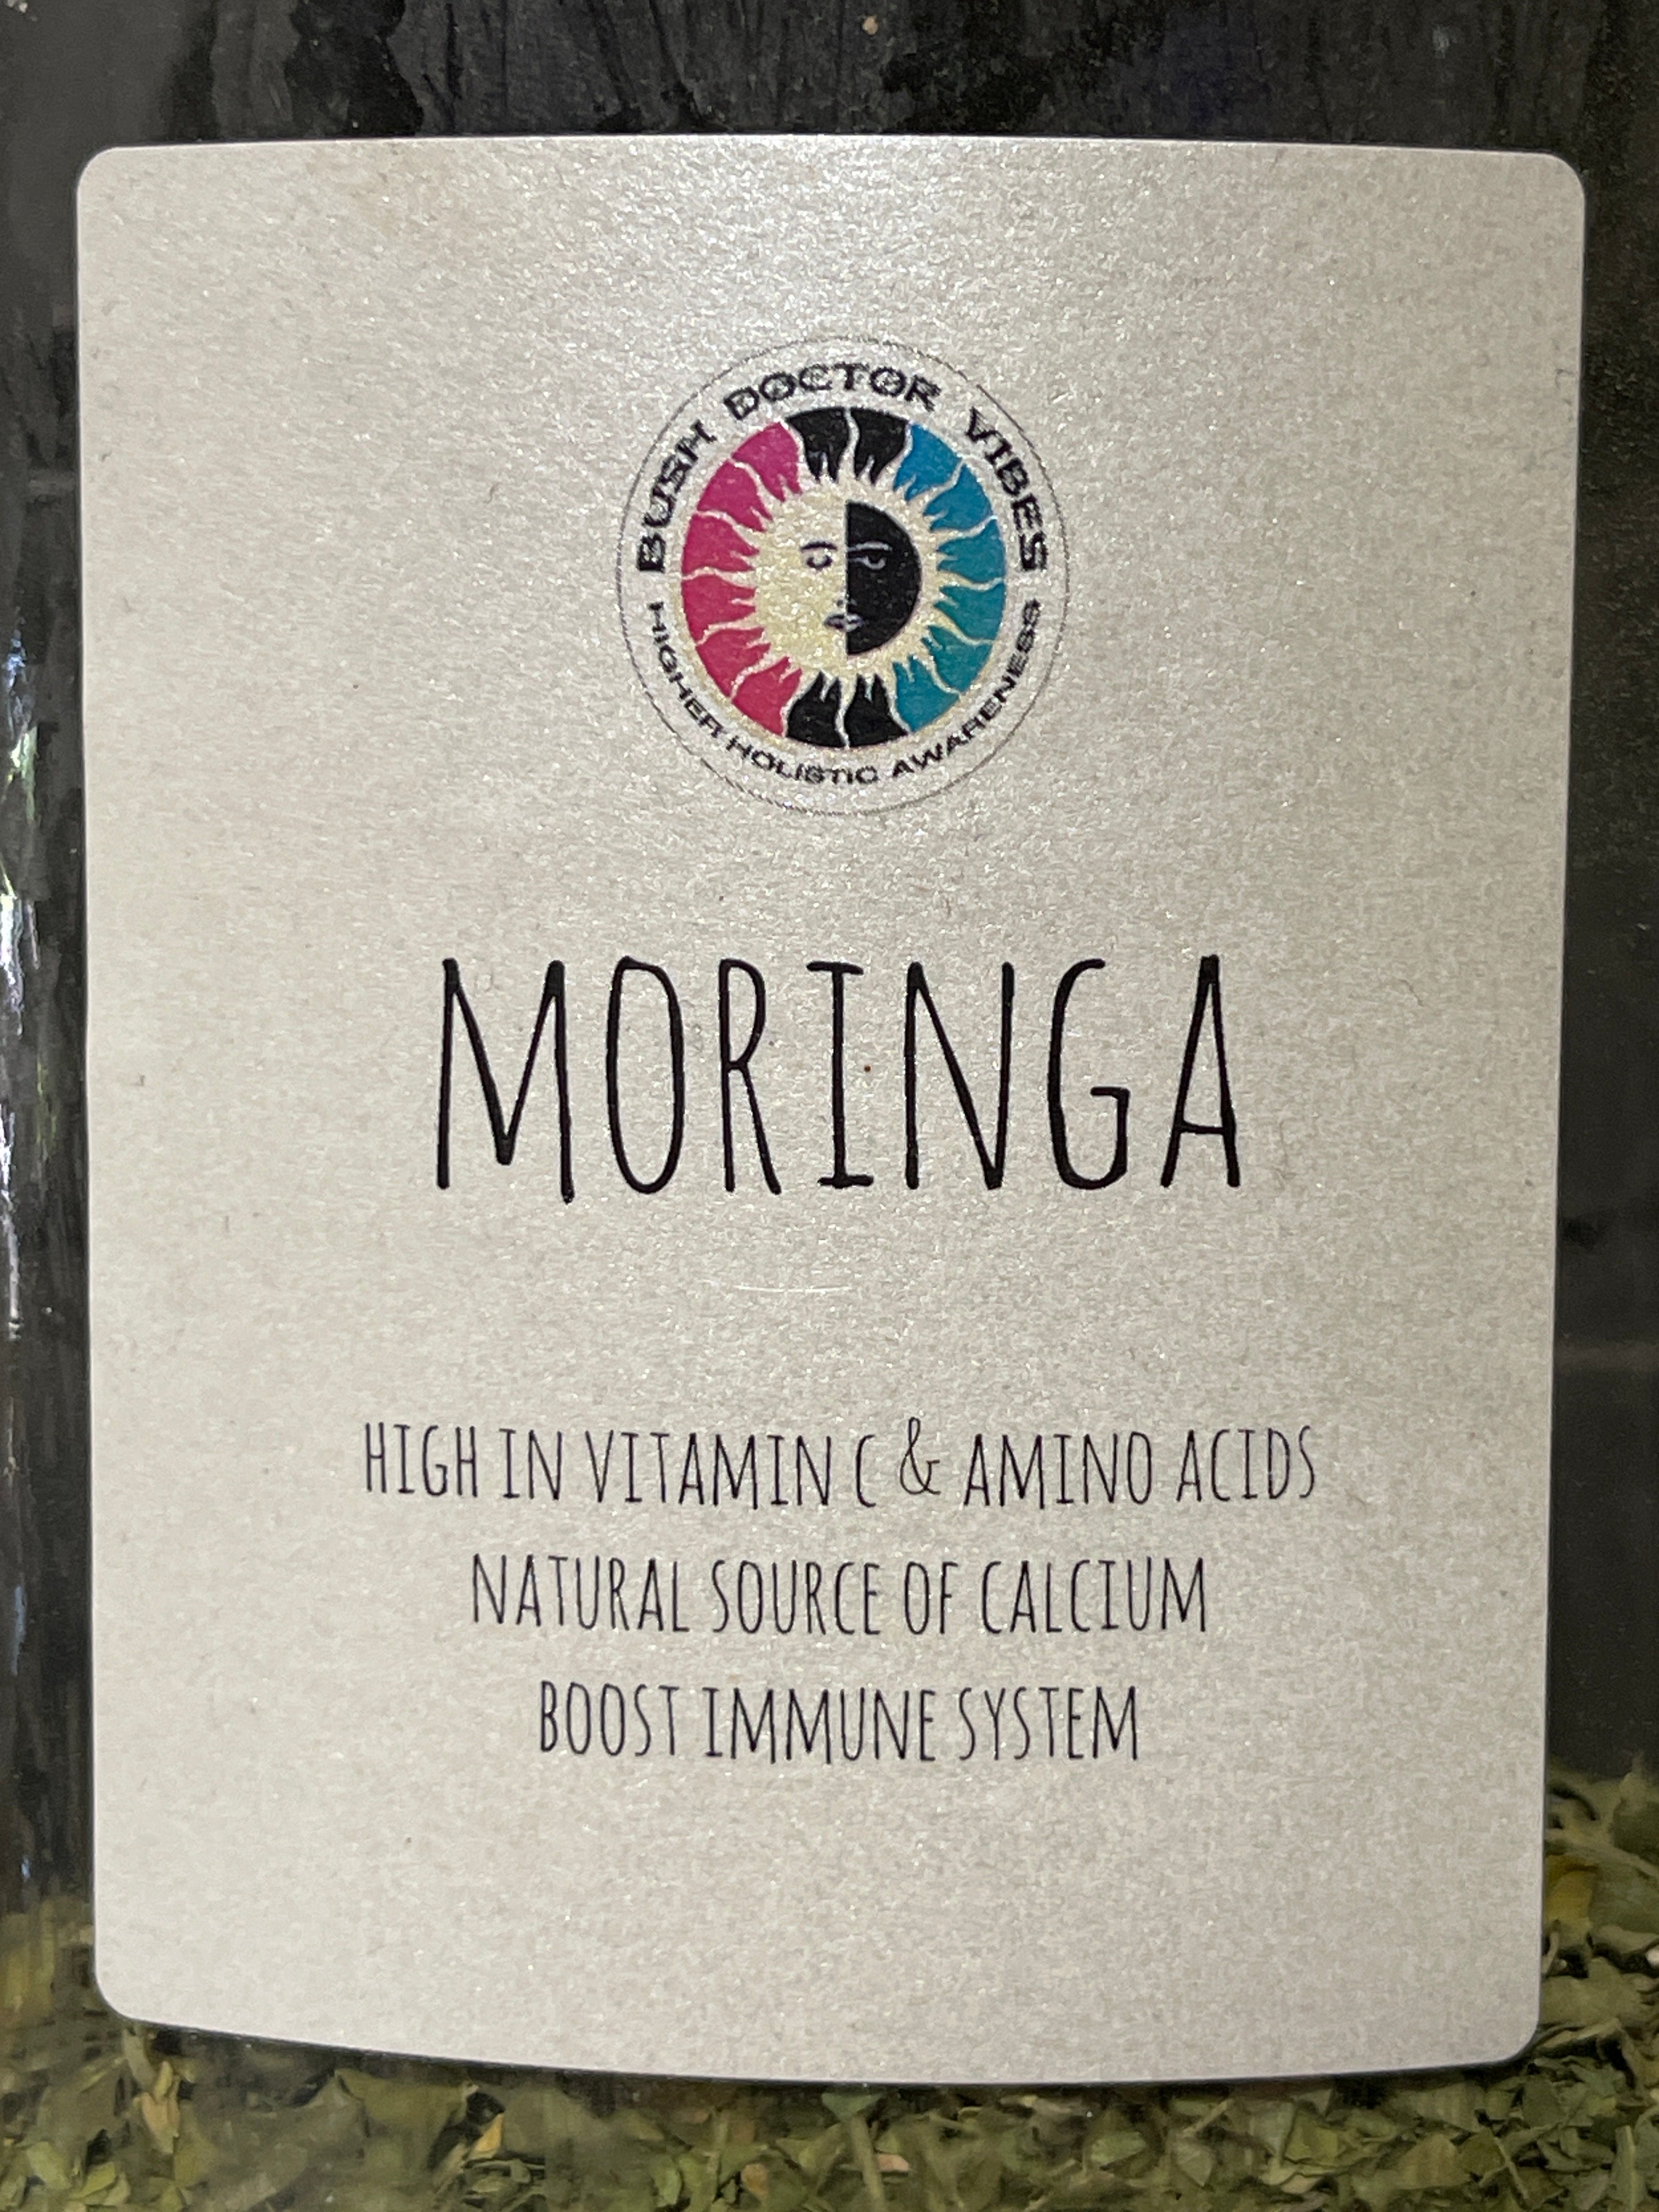 BUSH DOCTOR VIBES
HIGHER HOLISTIC AWARENESS
MORINGA
HIGH IN VITAMIN C & AMINO ACIDS
NATURAL SOURCE OF CALCIUM
BOOST IMMUNE SYSTEM